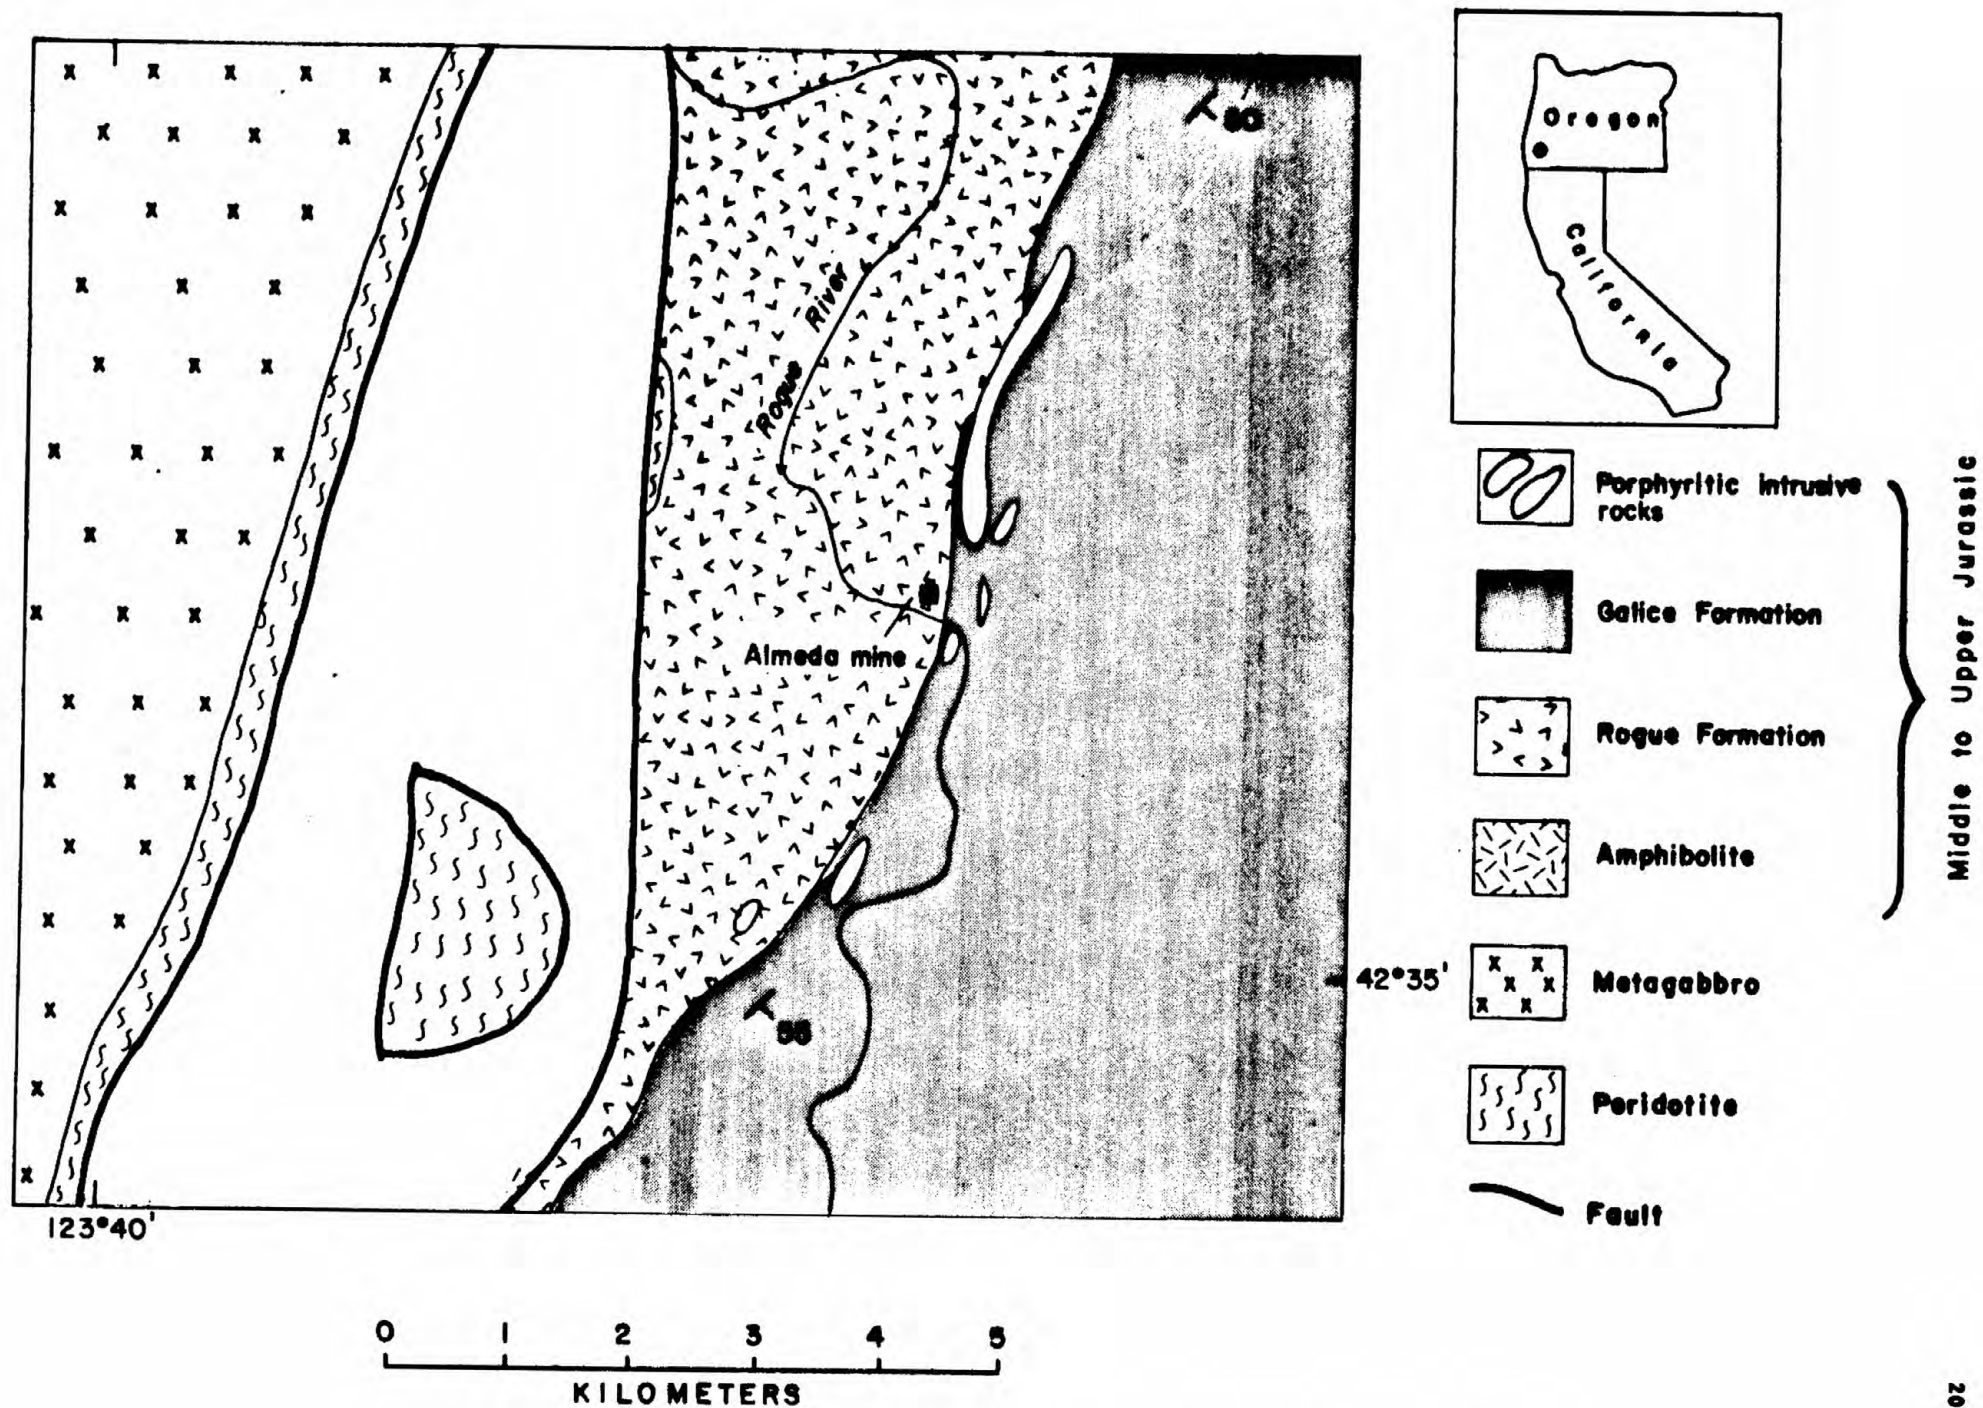 Oregon
California
Rogue River
80
Almeda mine
55
42°35'
123°40'
Porphyritic intrusive
rocks
Galice Formation
Rogue Formation
Amphibolite
Metagabbro
Peridotite
Fault
Middle to Upper Jurassic
0 1 2 3 4 5
KILOMETERS
20